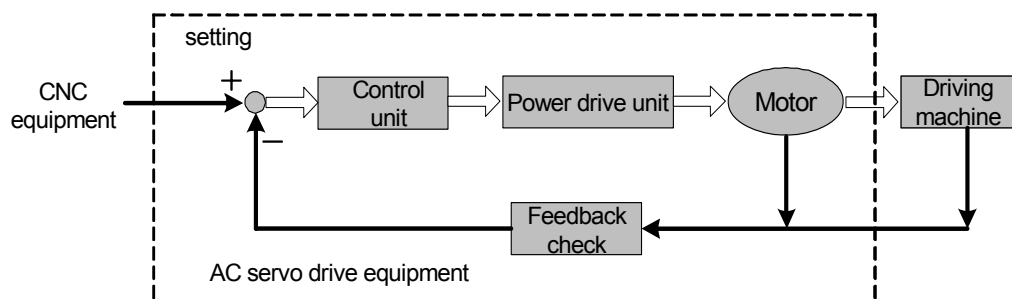 setting
CNC
equipment
+
Control
unit
Power drive unit
Motor
Driving
machine
−
Feedback
check
AC servo drive equipment